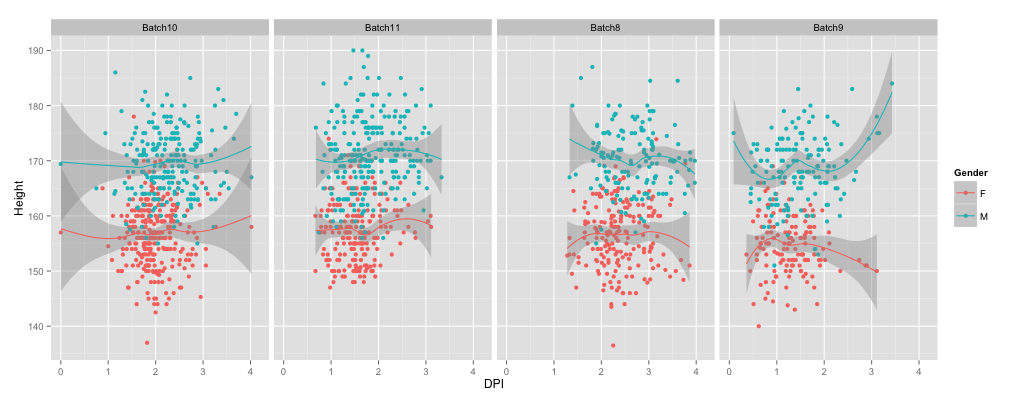 Batch10 Batch11 Batch8 Batch9
190
180
170
160
150
140
Height
0 1 2 3 4 0 1 2 3 4 0 1 2 3 4 0 1 2 3 4
DPI
Gender
F
M